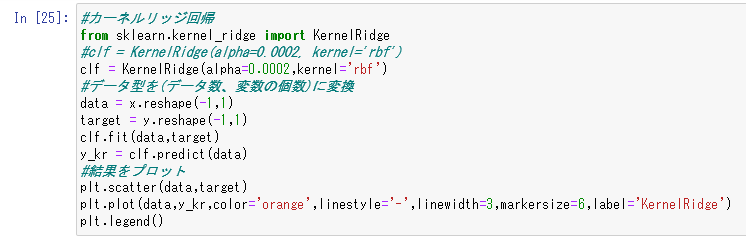 In [25]: #カーネルリッジ回帰
from sklearn.kernel_ridge import KernelRidge
#clf = KernelRidge(alpha=0.0002, kernel='rbf')
clf = KernelRidge(alpha=0.0002,kernel='rbf')
#データ型を(データ数、変数の個数)に変換
data = x.reshape(-1,1)
target = y.reshape(-1,1)
clf.fit(data,target)
y_kr = clf.predict(data)
#結果をプロット
plt.scatter(data,target)
plt.plot(data,y_kr,color='orange',linestyle='-',linewidth=3,markersize=6,label='KernelRidge')
plt.legend()